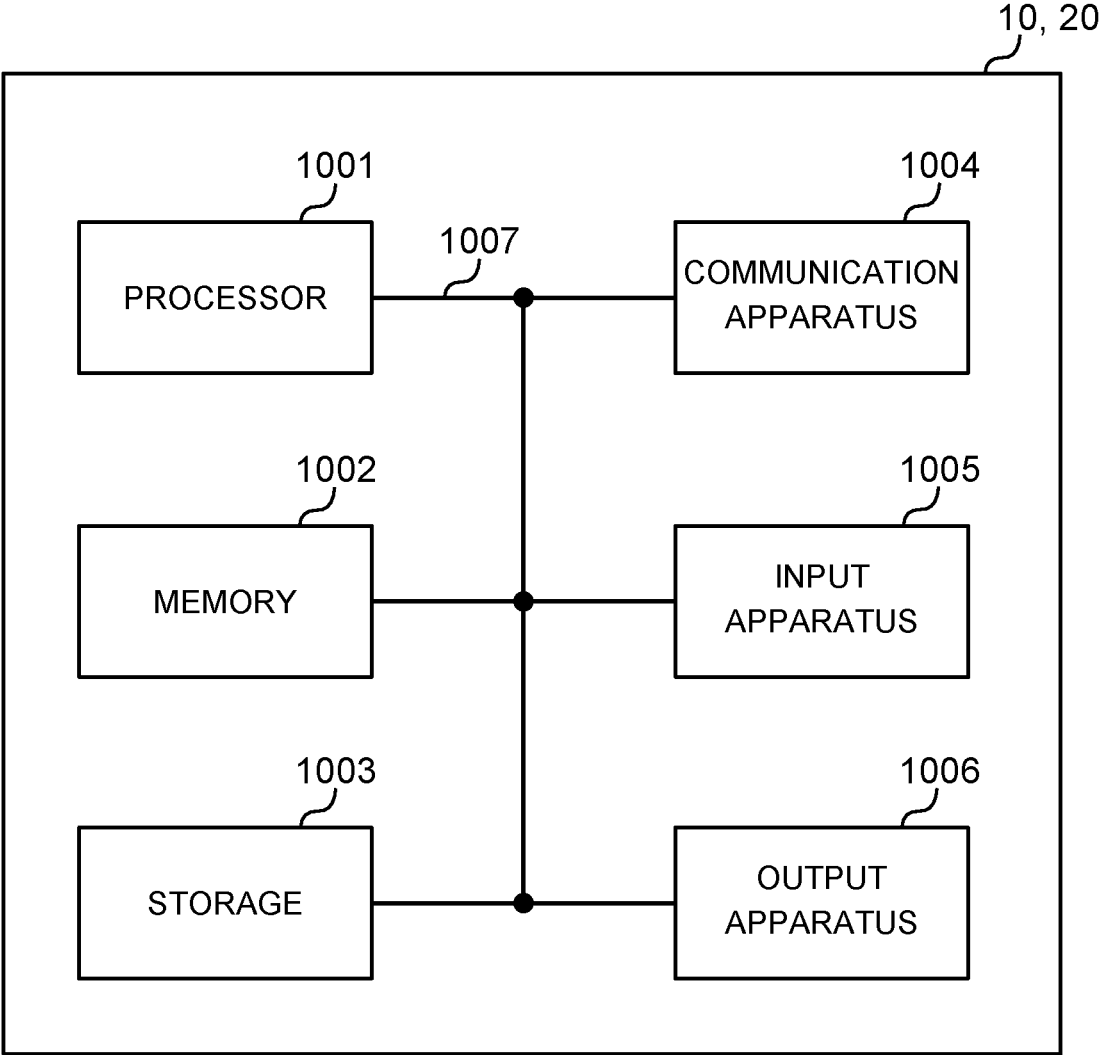 10, 20
1001
PROCESSOR
1007
1004
COMMUNICATION
APPARATUS
1002
MEMORY
1005
INPUT
APPARATUS
1003
STORAGE
1006
OUTPUT
APPARATUS